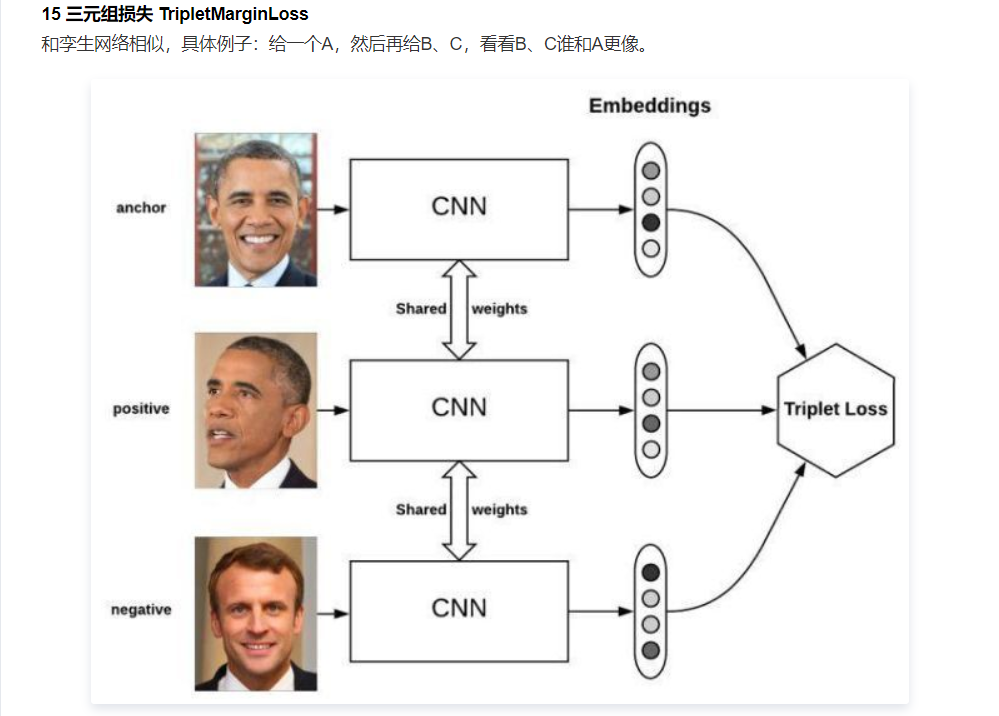 15 三元组损失 TripletMarginLoss
和孪生网络相似，具体例子：给一个A，然后再给B、C，看看B、C谁和A更像。
Embeddings
anchor
CNN
Shared weights
positive
CNN
Triplet Loss
Shared weights
negative
CNN